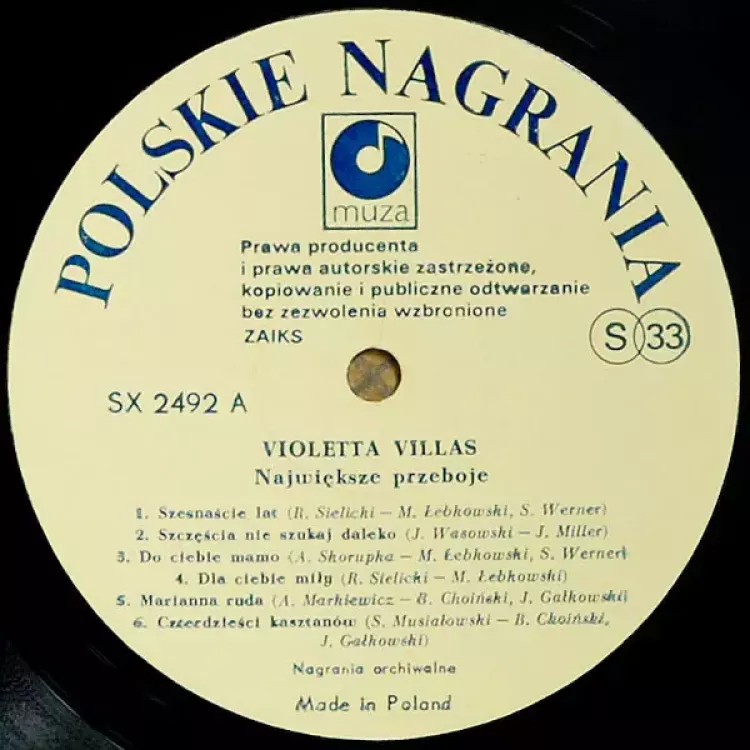 POLSKIE NAGRANIA
muza
Prawa producenta
i prawa autorskie zastrzeżone,
kopiowanie i publiczne odtwarzanie
bez zezwolenia wzbronione
ZAIKS
S 33
SX 2492 A
VIOLETTA VILLAS
Największe przeboje
1. Szesnaście lat (R. Sielicki – M. Łebkowski, S. Werner)
2. Szczęścia nie szukaj daleko (J. Wasowski – J. Miller)
3. Do ciebie mamo (A. Skorupka – M. Łebkowski, S. Werner)
4. Dla ciebie miły (R. Sielicki – M. Łebkowski)
5. Marianna ruda (A. Markiewicz – B. Choiński, J. Gałkowski)
6. Czterdzieści kasztanów (S. Musiałowski – B. Choiński,
J. Gałkowski)
Nagrania archiwalne
Made in Poland